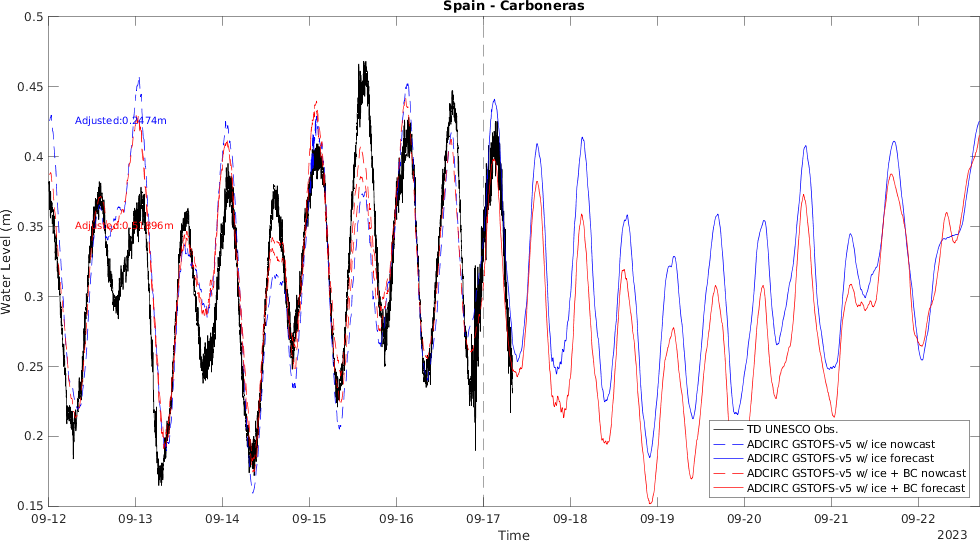 Spain - Carboneras
0.5
0.45
0.4
0.35
0.3
0.25
0.2
0.15
Water Level (m)
Adjusted:0.2474m
09-12
09-13
09-14
09-15
09-16
09-17
09-18
09-19
09-20
09-21
09-22
Time
2023
TD UNESCO Obs.
ADCIRC GSTOFS-v5 w/ ice nowcast
ADCIRC GSTOFS-v5 w/ ice forecast
ADCIRC GSTOFS-v5 w/ ice + BC nowcast
ADCIRC GSTOFS-v5 w/ ice + BC forecast